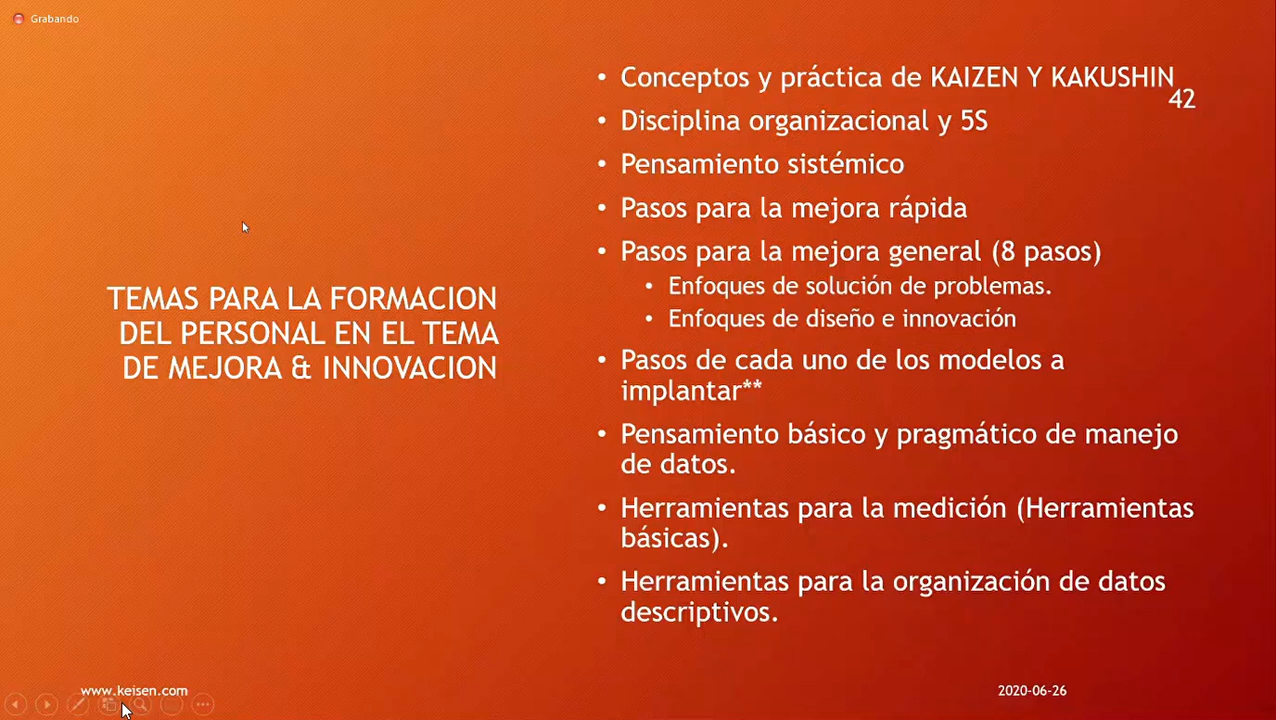 Grabando
TEMAS PARA LA FORMACION
DEL PERSONAL EN EL TEMA
DE MEJORA & INNOVACION
• Conceptos y práctica de KAIZEN Y KAKUSHIN
42
• Disciplina organizacional y 5S
• Pensamiento sistémico
• Pasos para la mejora rápida
• Pasos para la mejora general (8 pasos)
• Enfoques de solución de problemas.
• Enfoques de diseño e innovación
• Pasos de cada uno de los modelos a
implantar**
• Pensamiento básico y pragmático de manejo
de datos.
• Herramientas para la medición (Herramientas
básicas).
• Herramientas para la organización de datos
descriptivos.
www.keisen.com
2020-06-26